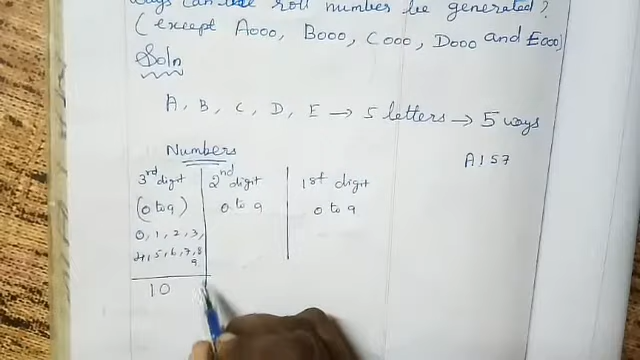 ways can the roll number be generated?
(except A000, B000, C000, D000 and E000)
Soln
A, B, C, D, E → 5 letters → 5 ways
A157
Numbers
3rd digit 2nd digit 1st digit
(0 to 9) 0 to 9 0 to 9
0, 1, 2, 3,
4, 5, 6, 7, 8
9
10